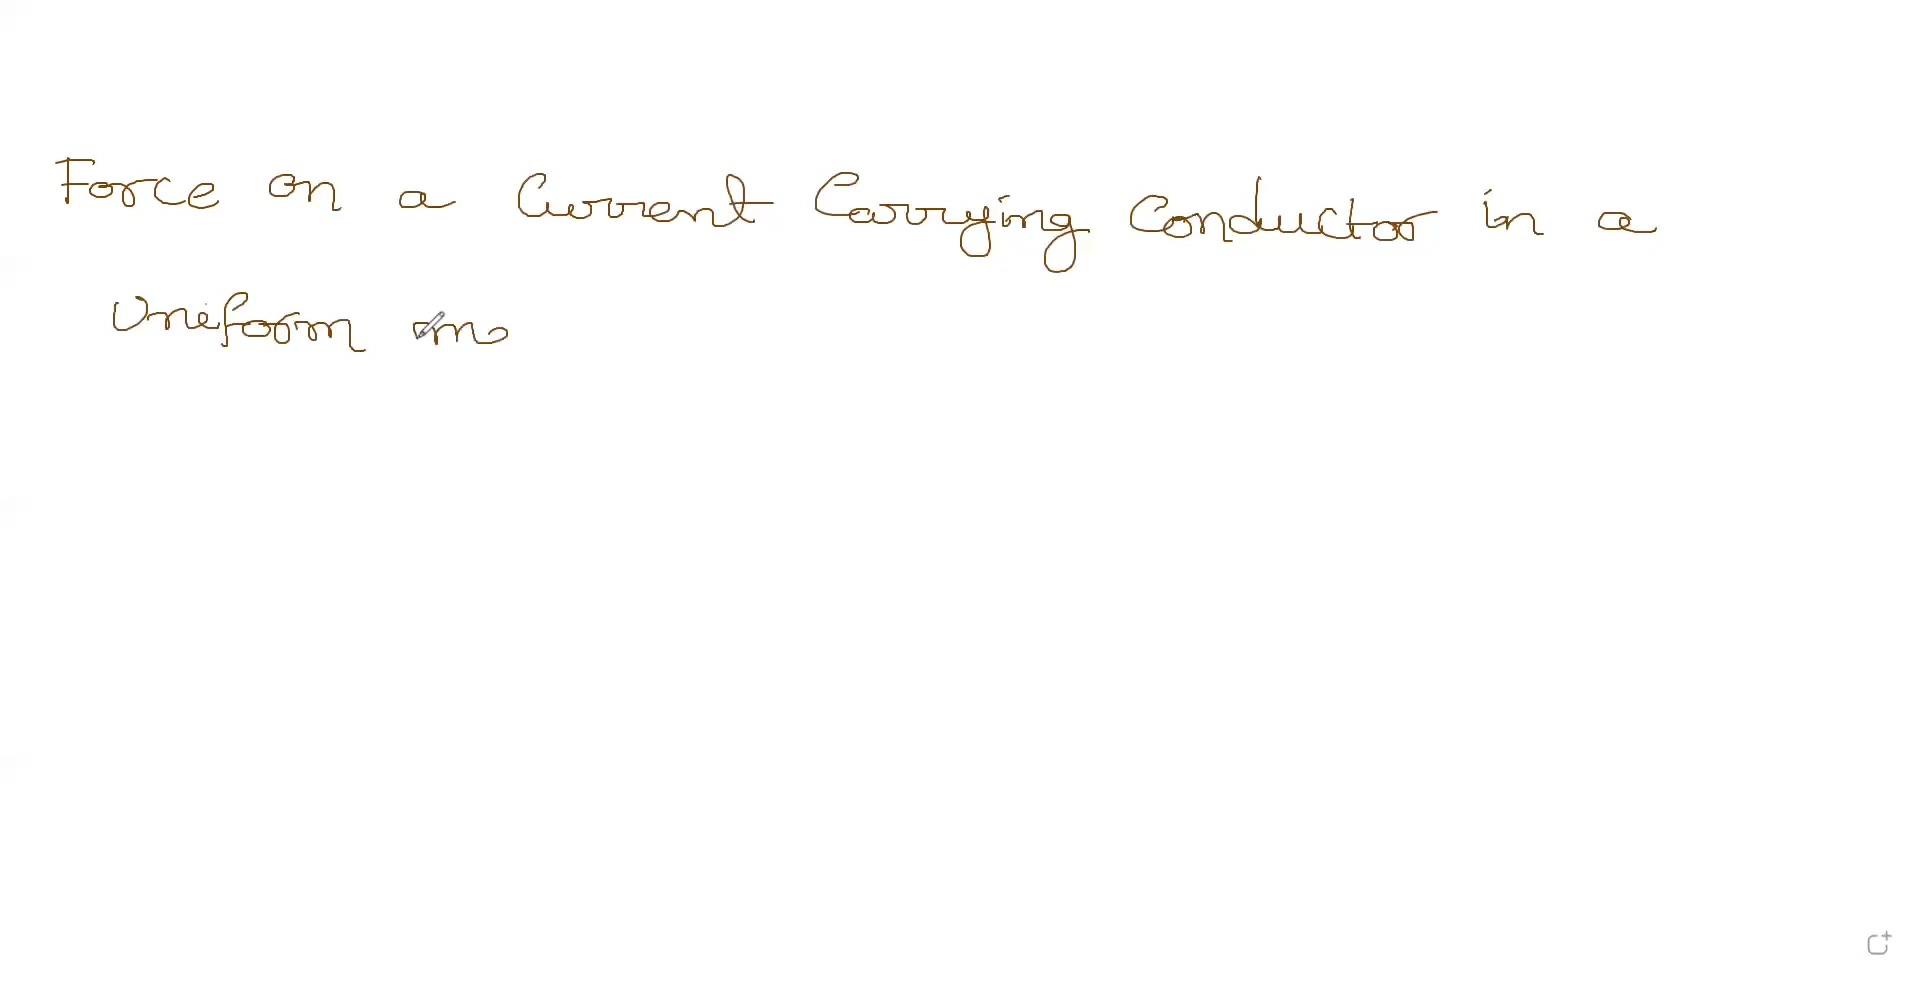 Force on a Current Carrying Conductor in a
Uniform